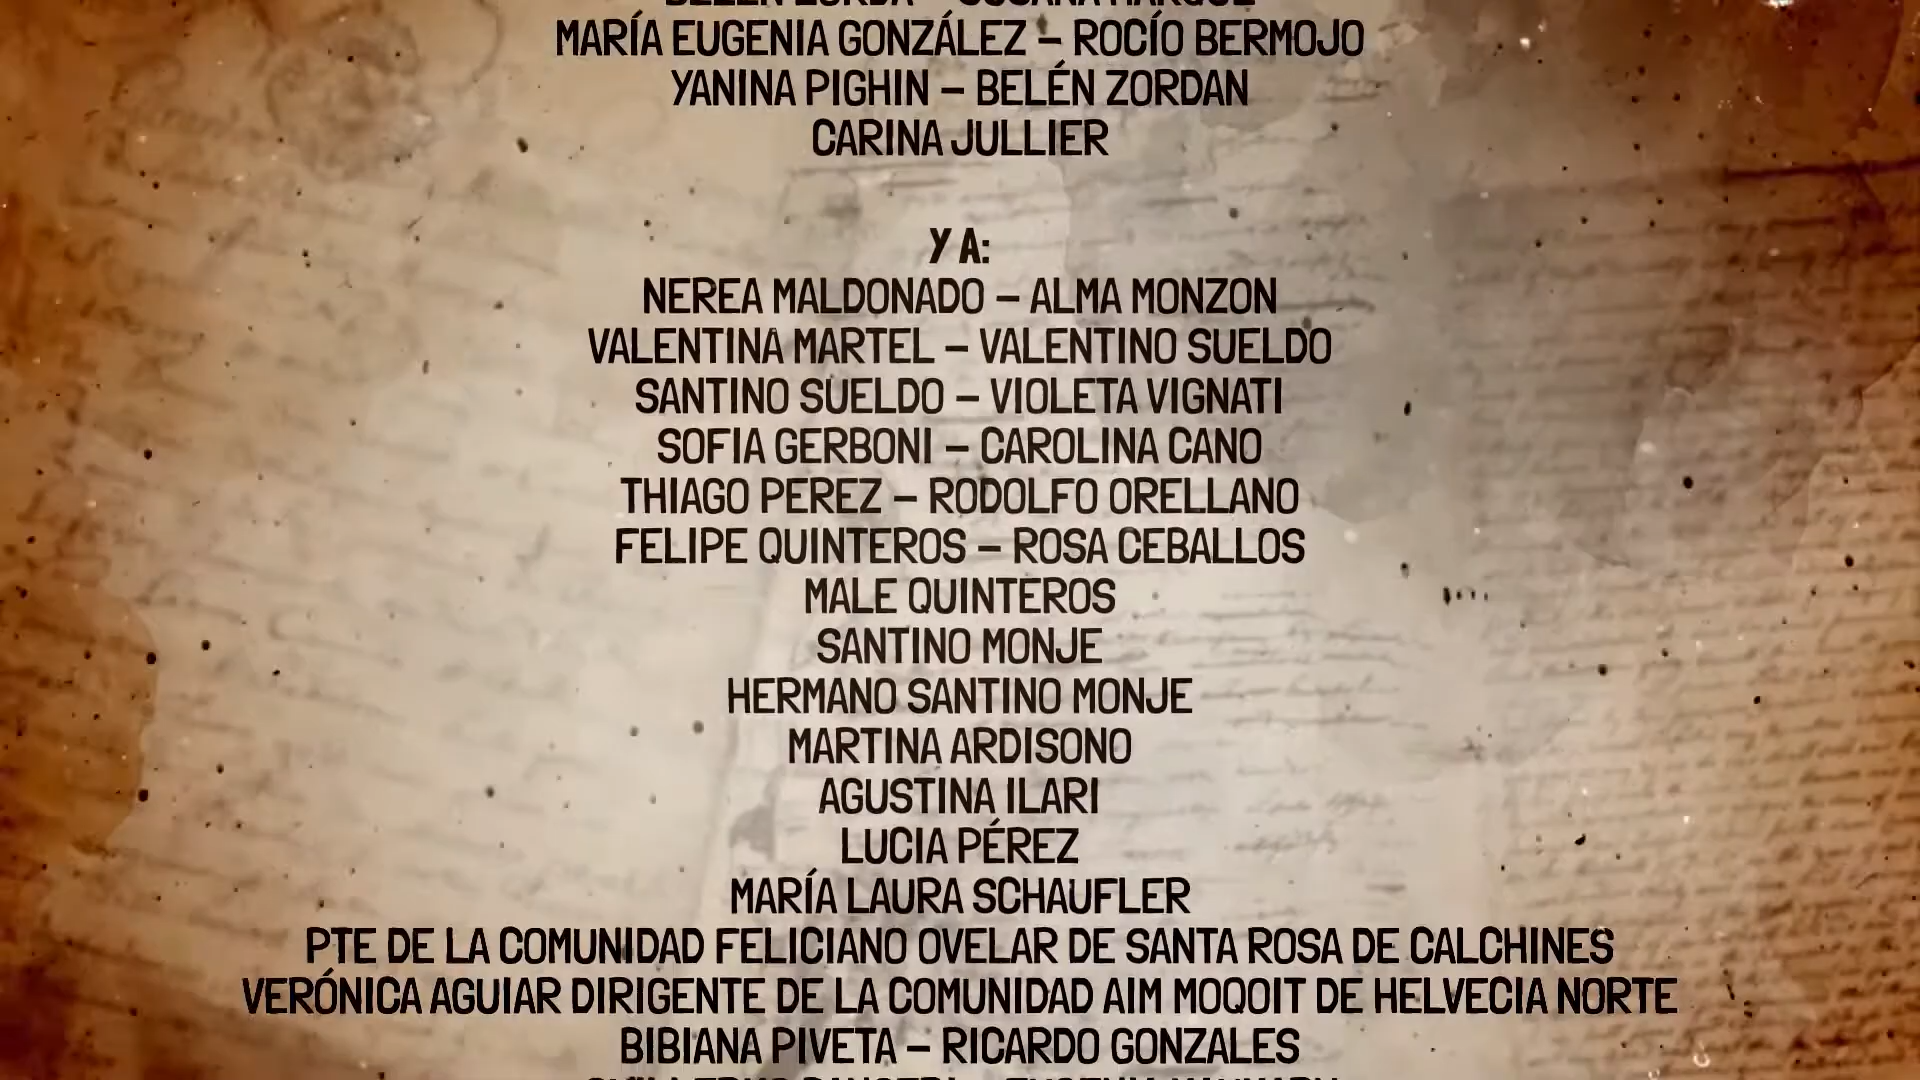 MARÍA EUGENIA GONZÁLEZ – ROCÍO BERMOJO
YANINA PIGHIN – BELÉN ZORDAN
CARINA JULLIER
Y A:
NEREA MALDONADO – ALMA MONZON
VALENTINA MARTEL – VALENTINO SUELDO
SANTINO SUELDO – VIOLETA VIGNATI
SOFIA GERBONI – CAROLINA CANO
THIAGO PEREZ – RODOLFO ORELLANO
FELIPE QUINTEROS – ROSA CEBALLOS
MALE QUINTEROS
SANTINO MONJE
HERMANO SANTINO MONJE
MARTINA ARDISONO
AGUSTINA ILARI
LUCIA PÉREZ
MARÍA LAURA SCHAUFLER
PTE DE LA COMUNIDAD FELICIANO OVELAR DE SANTA ROSA DE CALCHINES
VERÓNICA AGUIAR DIRIGENTE DE LA COMUNIDAD AIM MOQOIT DE HELVECIA NORTE
BIBIANA PIVETA – RICARDO GONZALES